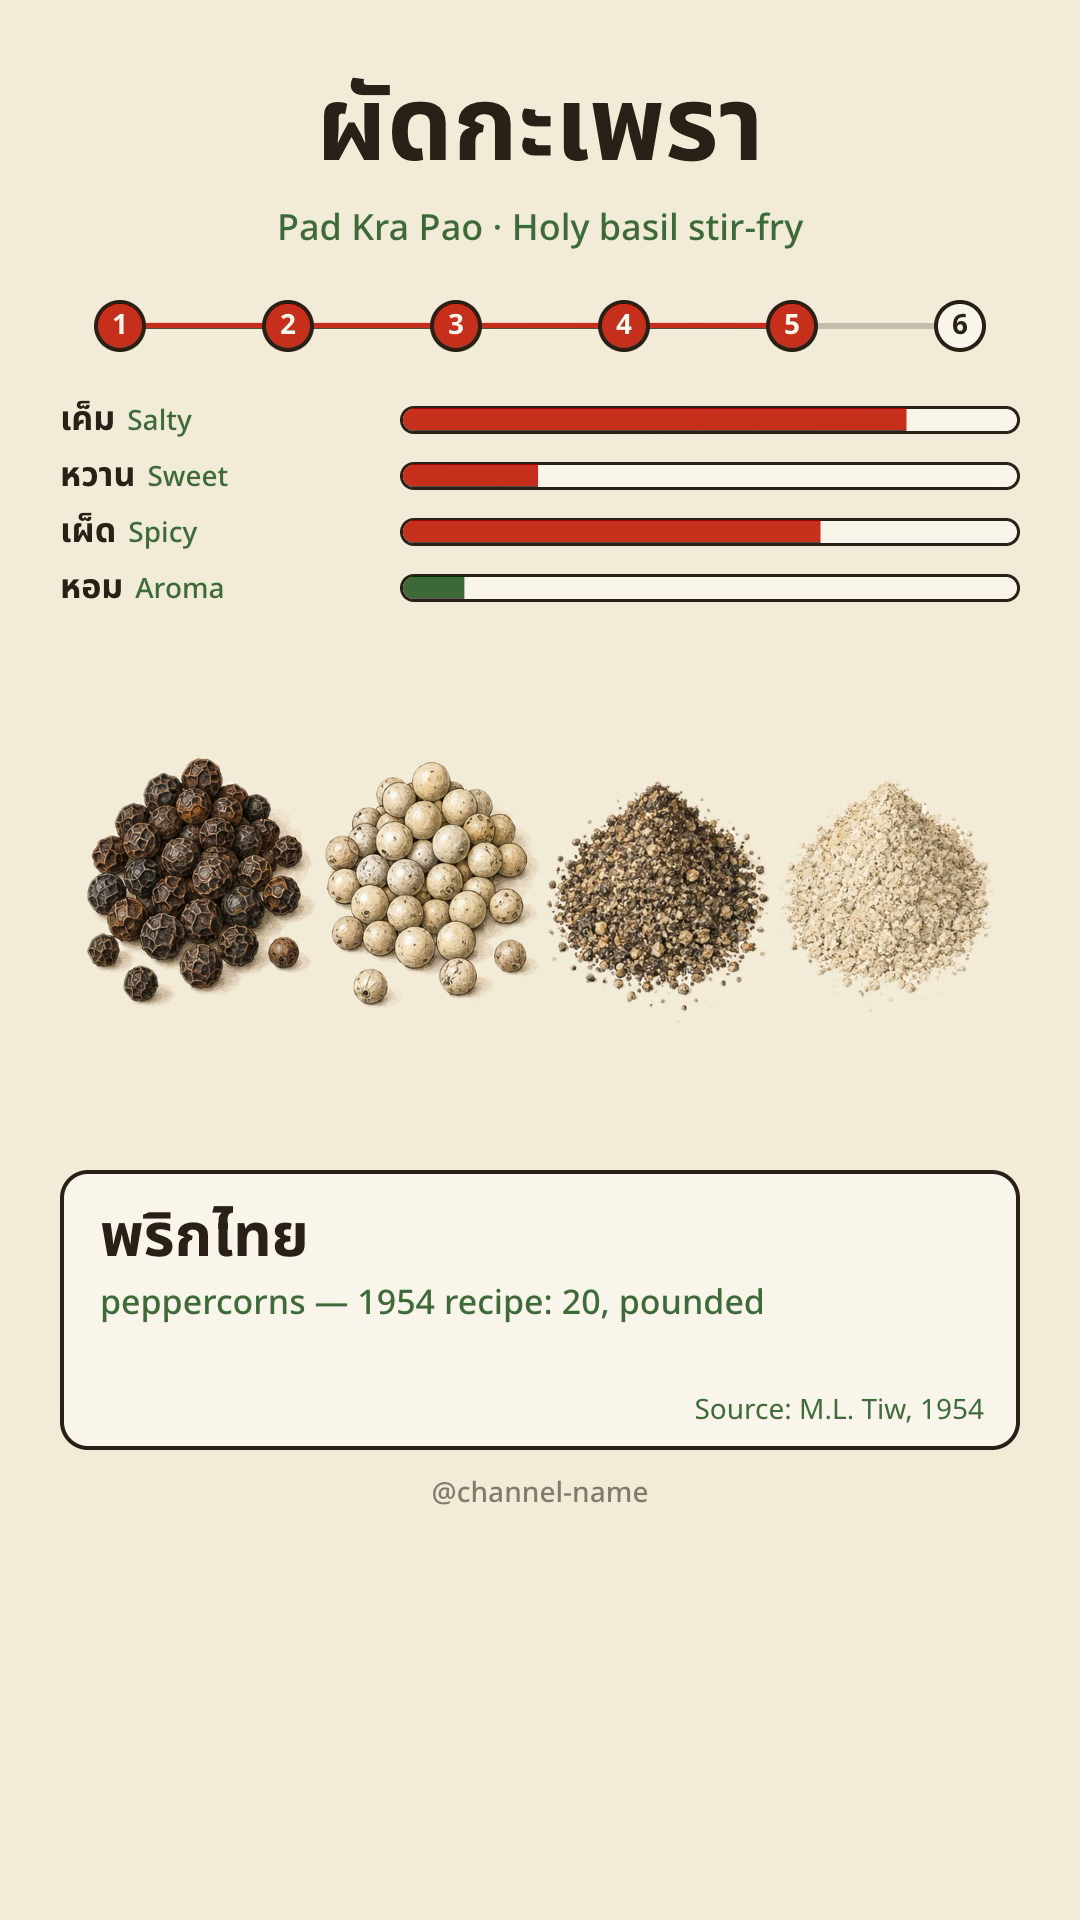 ผัดกะเพรา
Pad Kra Pao · Holy basil stir-fry
1 2 3 4 5 6
เค็ม Salty
หวาน Sweet
เผ็ด Spicy
หอม Aroma
พริกไทย
peppercorns — 1954 recipe: 20, pounded
Source: M.L. Tiw, 1954
@channel-name